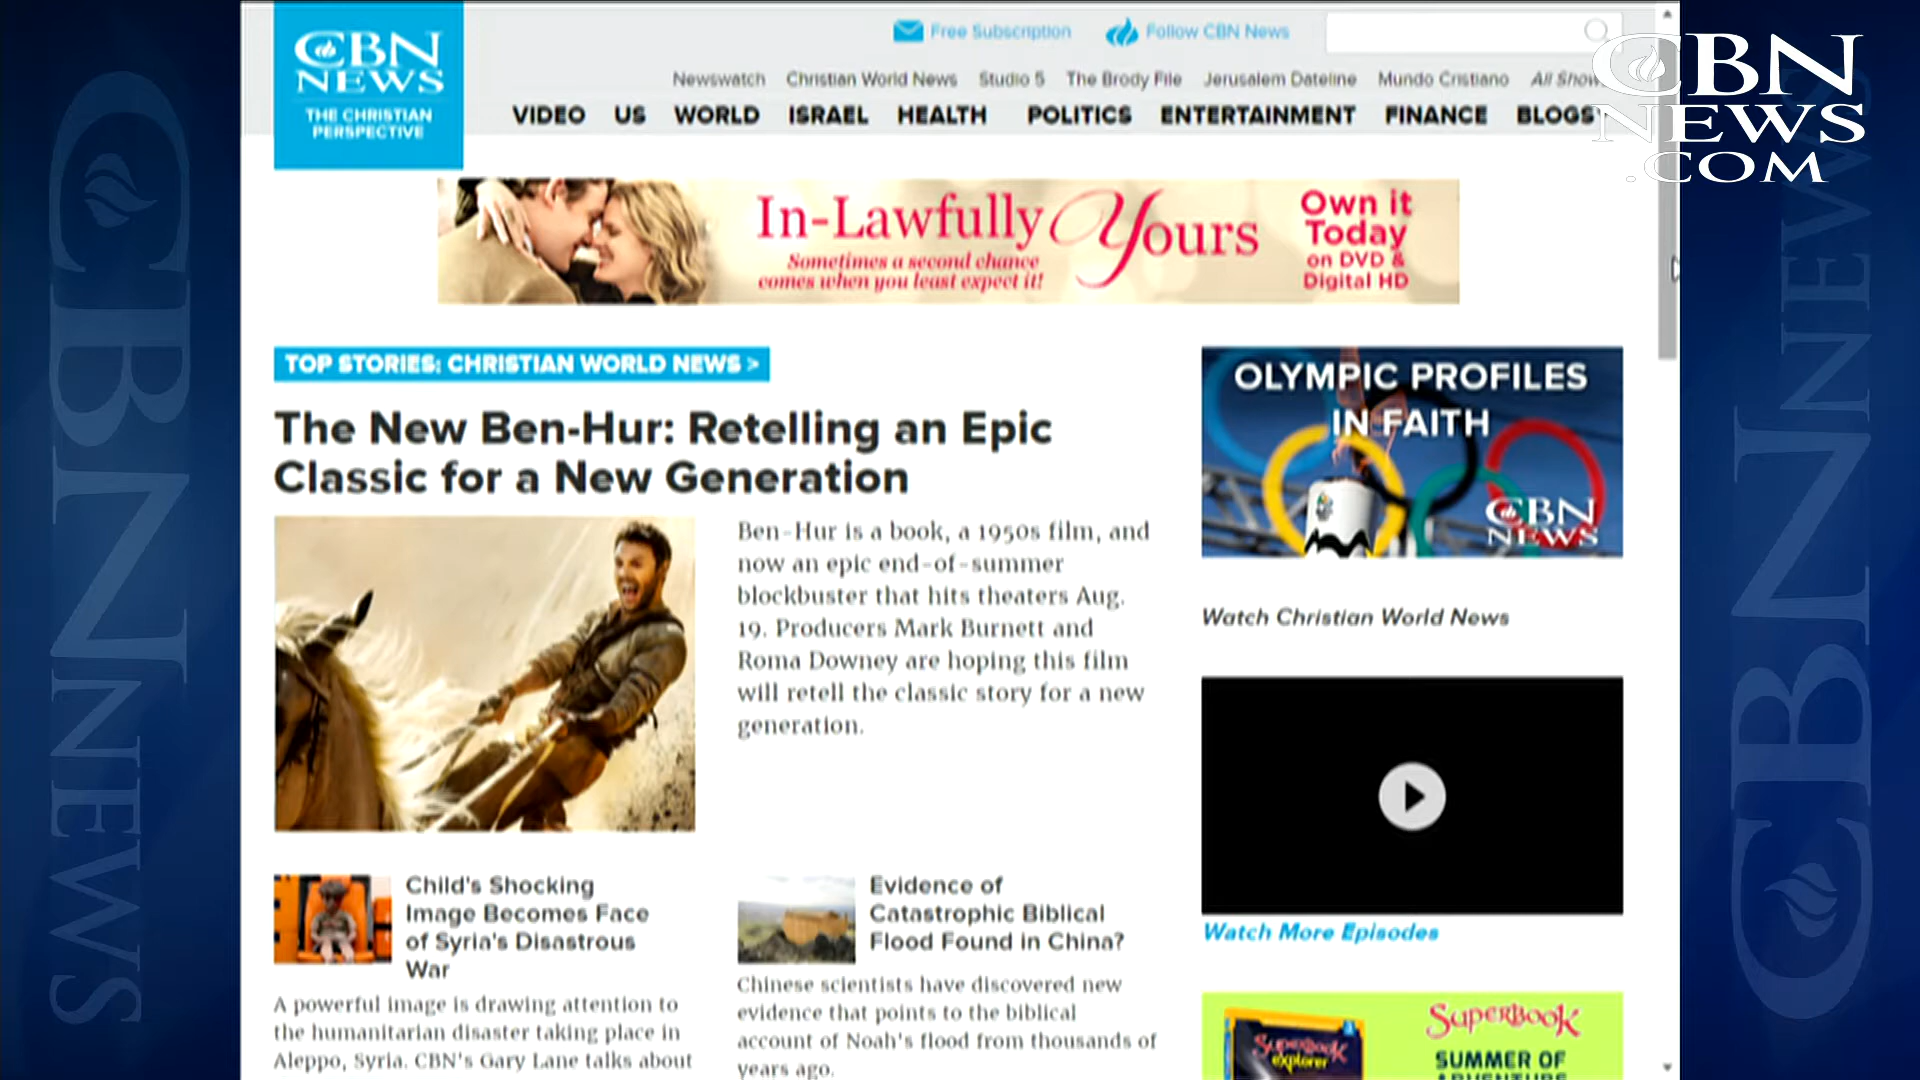 CBN
NEWS
THE CHRISTIAN
PERSPECTIVE
Free Subscription
Follow CBN News
Newswatch Christian World News Studio 5 The Brody File Jerusalem Dateline Mundo Cristiano All Show
VIDEO US WORLD ISRAEL HEALTH POLITICS ENTERTAINMENT FINANCE BLOGS
CBN
NEWS
.COM
In-Lawfully Yours
Sometimes a second chance
comes when you least expect it!
Own it
Today
on DVD &
Digital HD
TOP STORIES: CHRISTIAN WORLD NEWS >
The New Ben-Hur: Retelling an Epic
Classic for a New Generation
Ben-Hur is a book, a 1950s film, and
now an epic end-of-summer
blockbuster that hits theaters Aug.
19. Producers Mark Burnett and
Roma Downey are hoping this film
will retell the classic story for a new
generation.
Child's Shocking
Image Becomes Face
of Syria's Disastrous
War
A powerful image is drawing attention to
the humanitarian disaster taking place in
Aleppo, Syria. CBN's Gary Lane talks about
Evidence of
Catastrophic Biblical
Flood Found in China?
Chinese scientists have discovered new
evidence that points to the biblical
account of Noah's flood from thousands of
years ago.
OLYMPIC PROFILES
IN FAITH
CBN
NEWS
Watch Christian World News
Watch More Episodes
Superbook
explorer
SUPERBOOK
SUMMER OF
ADVENTURE
CBN NEWS
CBN NEWS